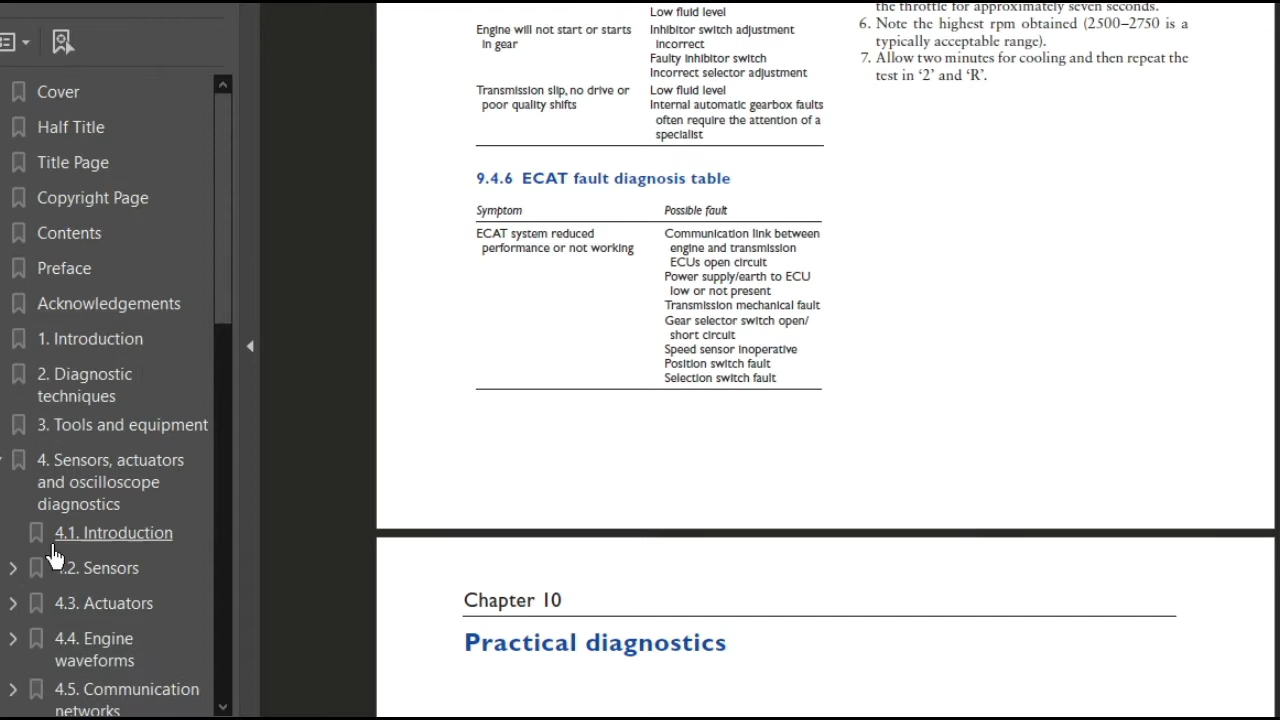 Cover
Half Title
Title Page
Copyright Page
Contents
Preface
Acknowledgements
1. Introduction
2. Diagnostic
techniques
3. Tools and equipment
4. Sensors, actuators
and oscilloscope
diagnostics
4.1. Introduction
4.2. Sensors
4.3. Actuators
4.4. Engine
waveforms
4.5. Communication
networks
Low fluid level
Engine will not start or starts
in gear
Inhibitor switch adjustment
incorrect
Faulty inhibitor switch
Incorrect selector adjustment
Transmission slip, no drive or
poor quality shifts
Low fluid level
Internal automatic gearbox faults
often require the attention of a
specialist
9.4.6 ECAT fault diagnosis table
Symptom
Possible fault
ECAT system reduced
performance or not working
Communication link between
engine and transmission
ECUs open circuit
Power supply/earth to ECU
low or not present
Transmission mechanical fault
Gear selector switch open/
short circuit
Speed sensor inoperative
Position switch fault
Selection switch fault
the throttle for approximately seven seconds.
6. Note the highest rpm obtained (2500–2750 is a
typically acceptable range).
7. Allow two minutes for cooling and then repeat the
test in ‘2’ and ‘R’.
Chapter 10
Practical diagnostics